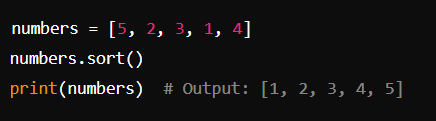 numbers = [5, 2, 3, 1, 4]
numbers.sort()
print(numbers)  # Output: [1, 2, 3, 4, 5]